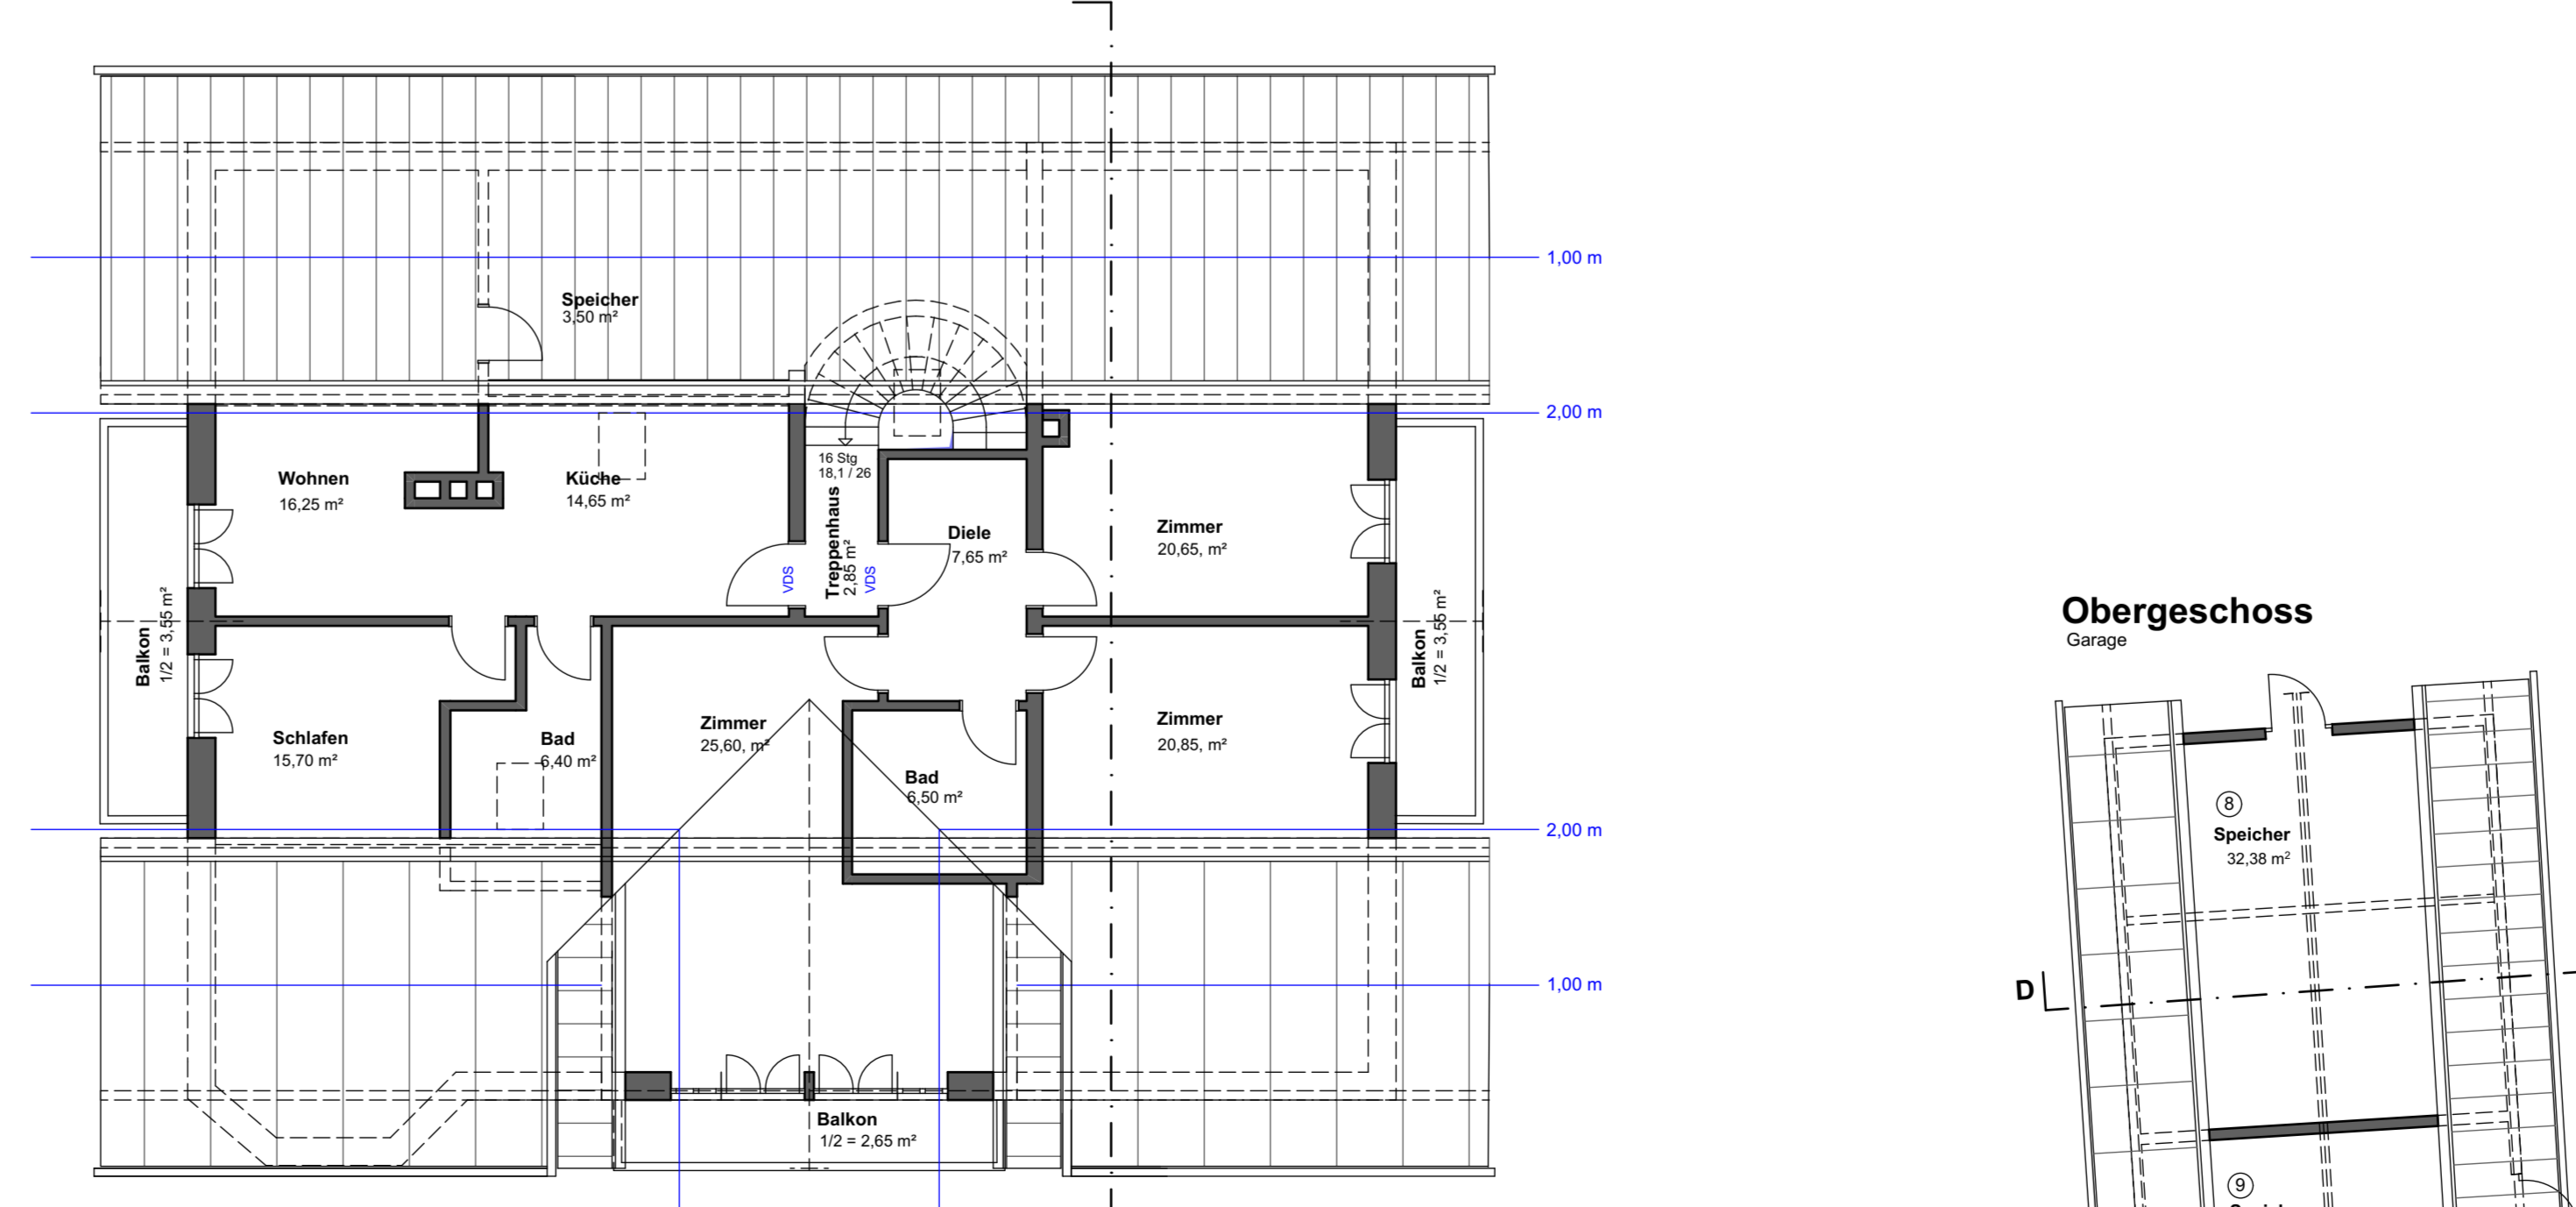 1,00 m
Speicher
3,50 m²
2,00 m
16 Stg
18,1 / 26
Wohnen
16,25 m²
Küche
14,65 m²
Treppenhaus
2,85 m²
VDS
VDS
Diele
7,65 m²
Zimmer
20,65, m²
Balkon
1/2 = 3,55 m²
Balkon
1/2 = 3,55 m²
Schlafen
15,70 m²
Bad
6,40 m²
Zimmer
25,60, m²
Bad
6,50 m²
Zimmer
20,85, m²
2,00 m
1,00 m
Balkon
1/2 = 2,65 m²
Obergeschoss
Garage
8
Speicher
32,38 m²
D
9